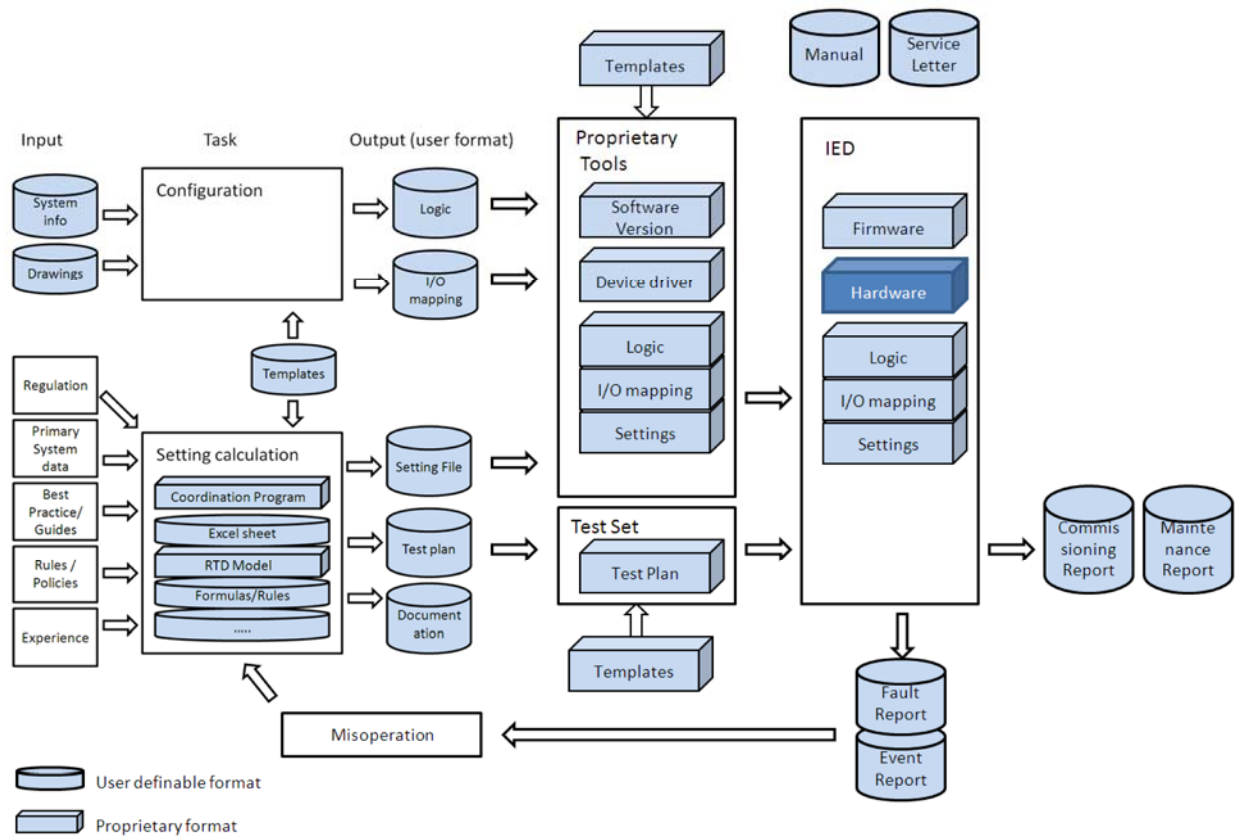 Manual
Service
Letter
Templates
Input
Task
Output (user format)
Proprietary
Tools
IED
System
info
Configuration
Logic
Software
Version
Firmware
Drawings
I/O
mapping
Device driver
Hardware
Templates
Logic
I/O mapping
Settings
Logic
I/O mapping
Settings
Regulation
Primary
System
data
Best
Practice/
Guides
Rules /
Policies
Experience
Setting calculation
Coordination Program
Excel sheet
RTD Model
Formulas/Rules
.....
Setting File
Test plan
Document
ation
Test Set
Test Plan
Templates
Commis
sioning
Report
Mainte
nance
Report
Fault
Report
Event
Report
Misoperation
User definable format
Proprietary format